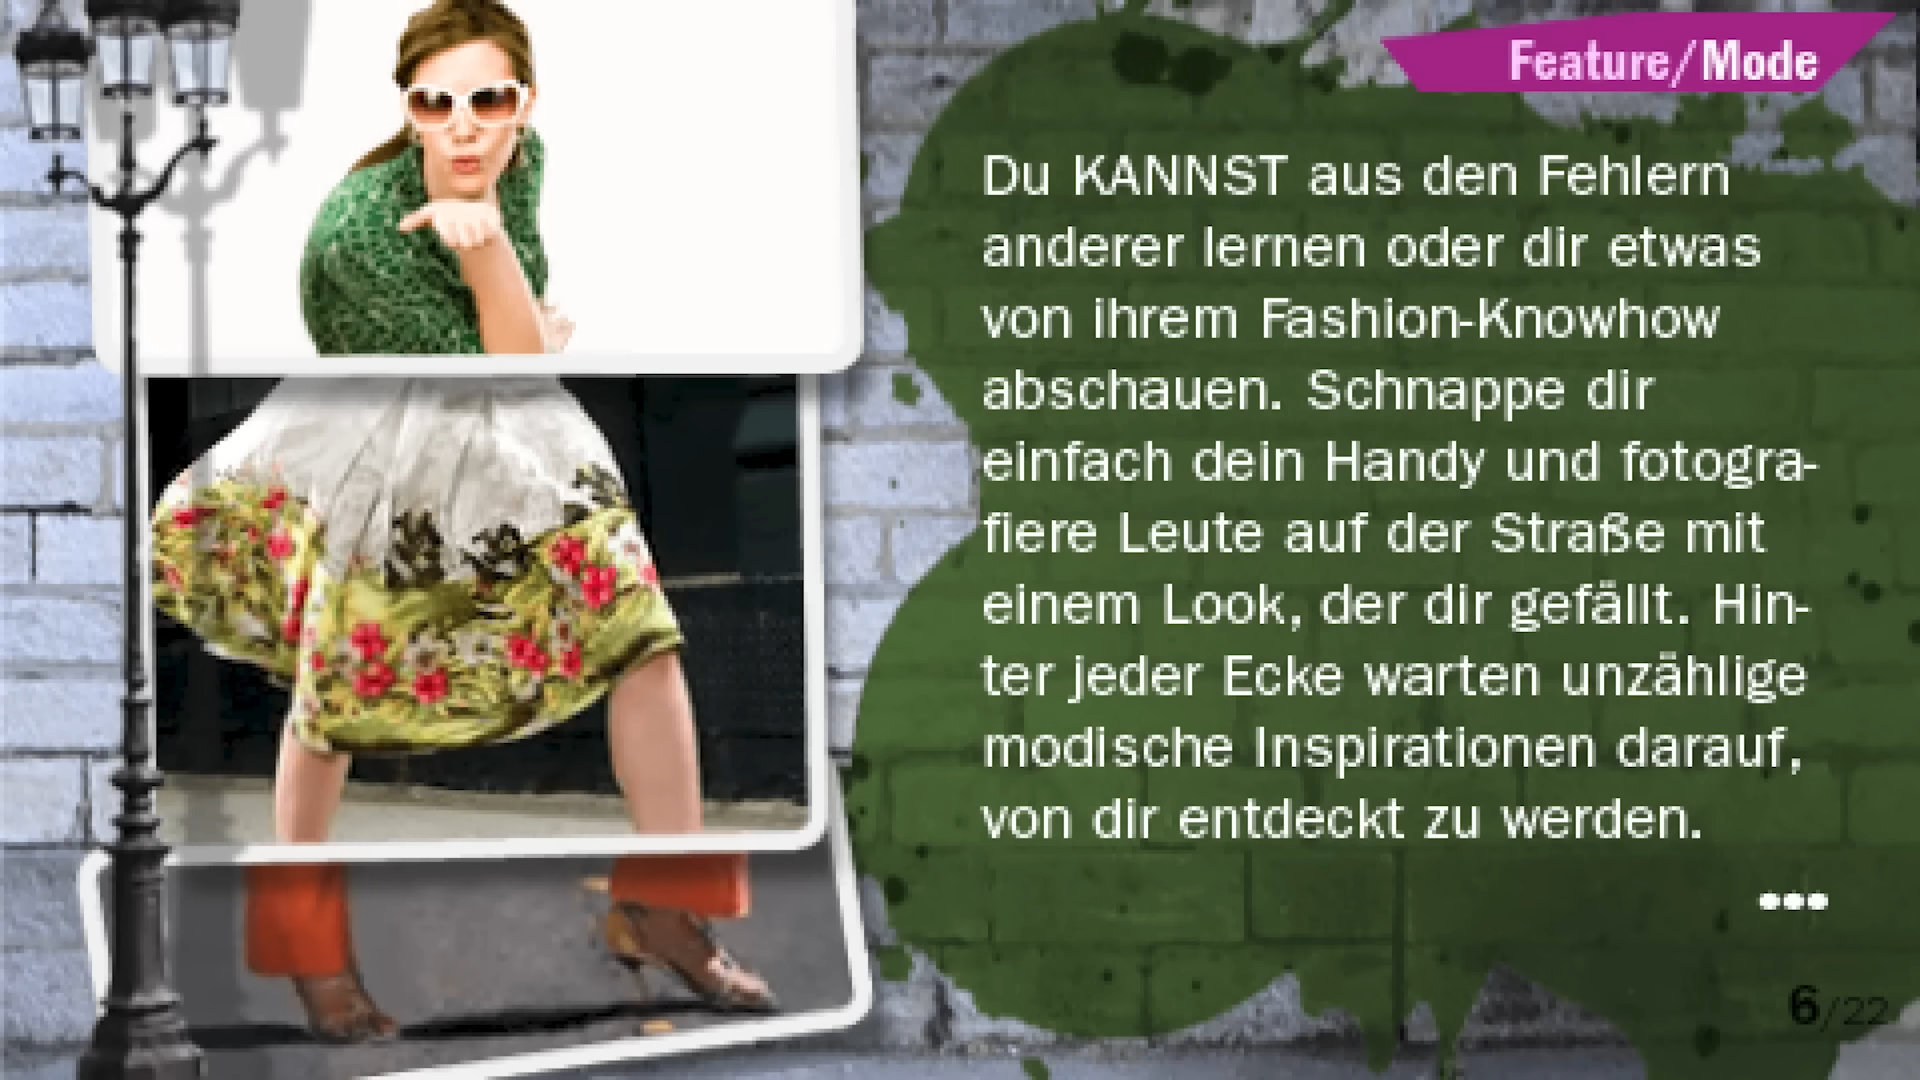 Feature/Mode
Du KANNST aus den Fehlern
anderer lernen oder dir etwas
von ihrem Fashion-Knowhow
abschauen. Schnappe dir
einfach dein Handy und fotogra-
fiere Leute auf der Straße mit
einem Look, der dir gefällt. Hin-
ter jeder Ecke warten unzählige
modische Inspirationen darauf,
von dir entdeckt zu werden.
...
6/22